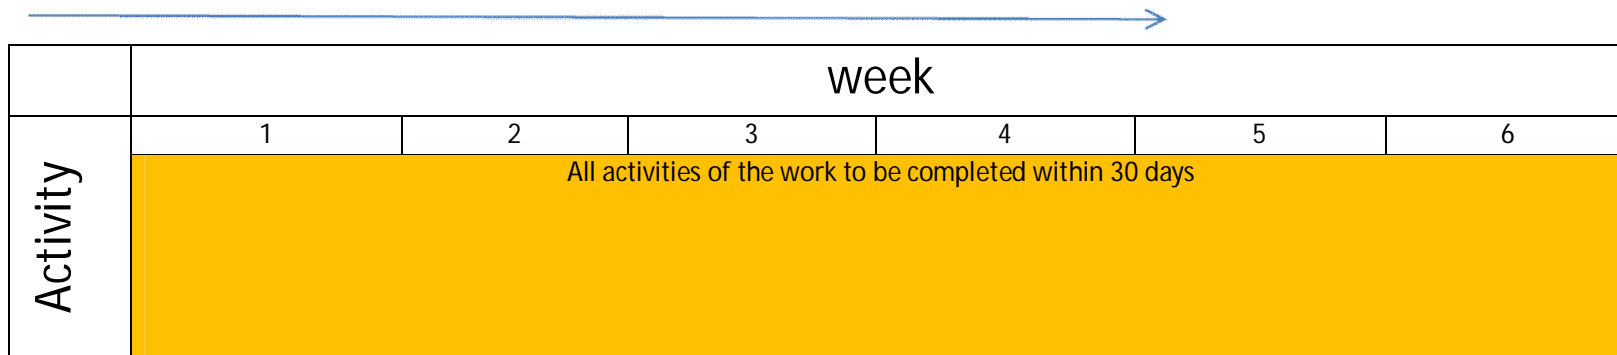 week
1 2 3 4 5 6
Activity
All activities of the work to be completed within 30 days